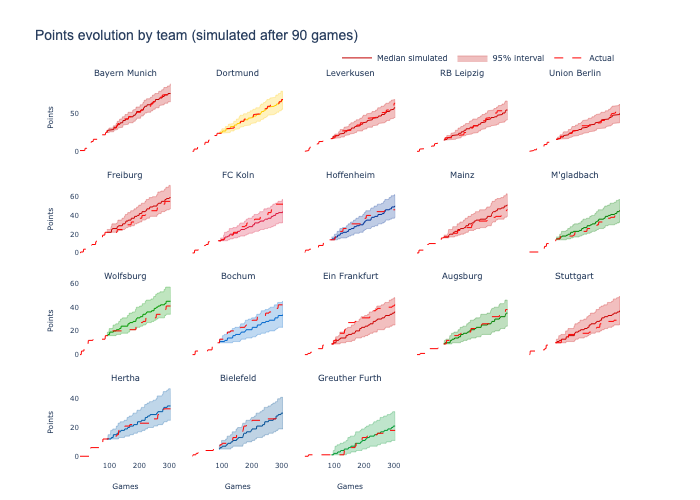 Points evolution by team (simulated after 90 games)
Median simulated 95% interval Actual
Bayern Munich Dortmund Leverkusen RB Leipzig Union Berlin
Points
50
0
Freiburg FC Koln Hoffenheim Mainz M'gladbach
Points
60
40
20
0
Wolfsburg Bochum Ein Frankfurt Augsburg Stuttgart
Points
60
40
20
0
Hertha Bielefeld Greuther Furth
Points
40
20
0
100 200 300 100 200 300 100 200 300
Games Games Games